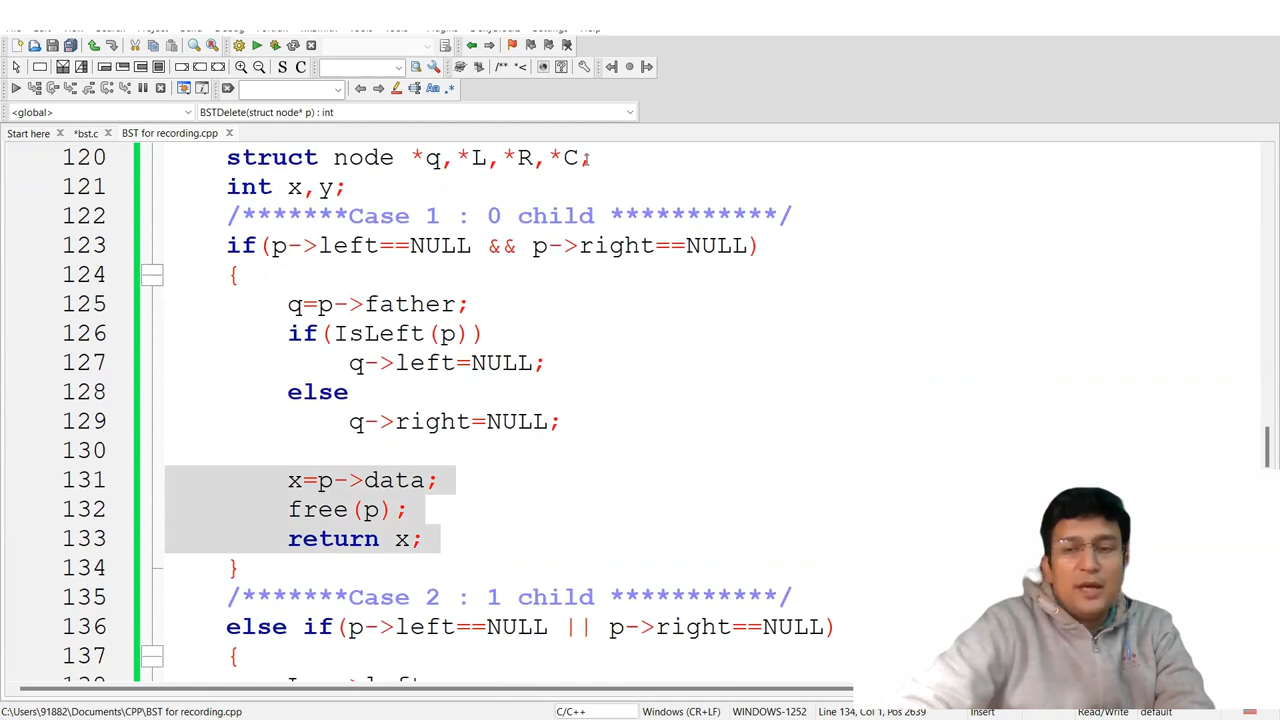 <global>
BSTDelete(struct node* p) : int
Start here
*bst.c
BST for recording.cpp
120 struct node *q,*L,*R,*C;
121 int x,y;
122 /*******Case 1 : 0 child ***********/
123 if(p->left==NULL && p->right==NULL)
124 {
125 q=p->father;
126 if(IsLeft(p))
127 q->left=NULL;
128 else
129 q->right=NULL;
130
131 x=p->data;
132 free(p);
133 return x;
134 }
135 /*******Case 2 : 1 child ***********/
136 else if(p->left==NULL || p->right==NULL)
137 {
C:\Users\91882\Documents\CPP\BST for recording.cpp
C/C++
Windows (CR+LF)
WINDOWS-1252
Line 134, Col 1, Pos 2639
Insert
Read/Write
default